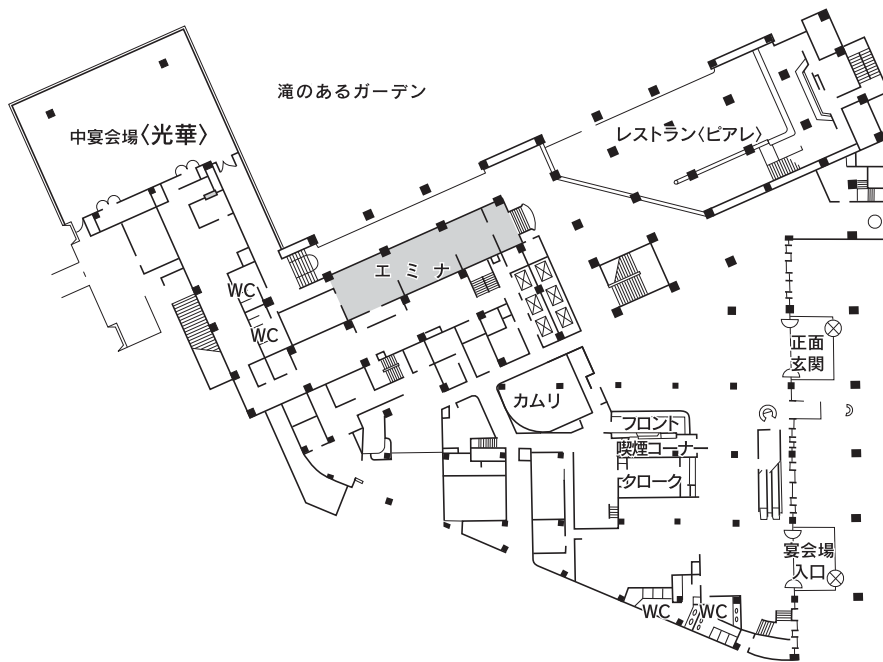 滝のあるガーデン
中宴会場〈光華〉
レストラン〈ピアレ〉
エミナ
WC
WC
正面
玄関
カムリ
フロント
喫煙コーナー
クローク
宴会場
入口
WC
WC